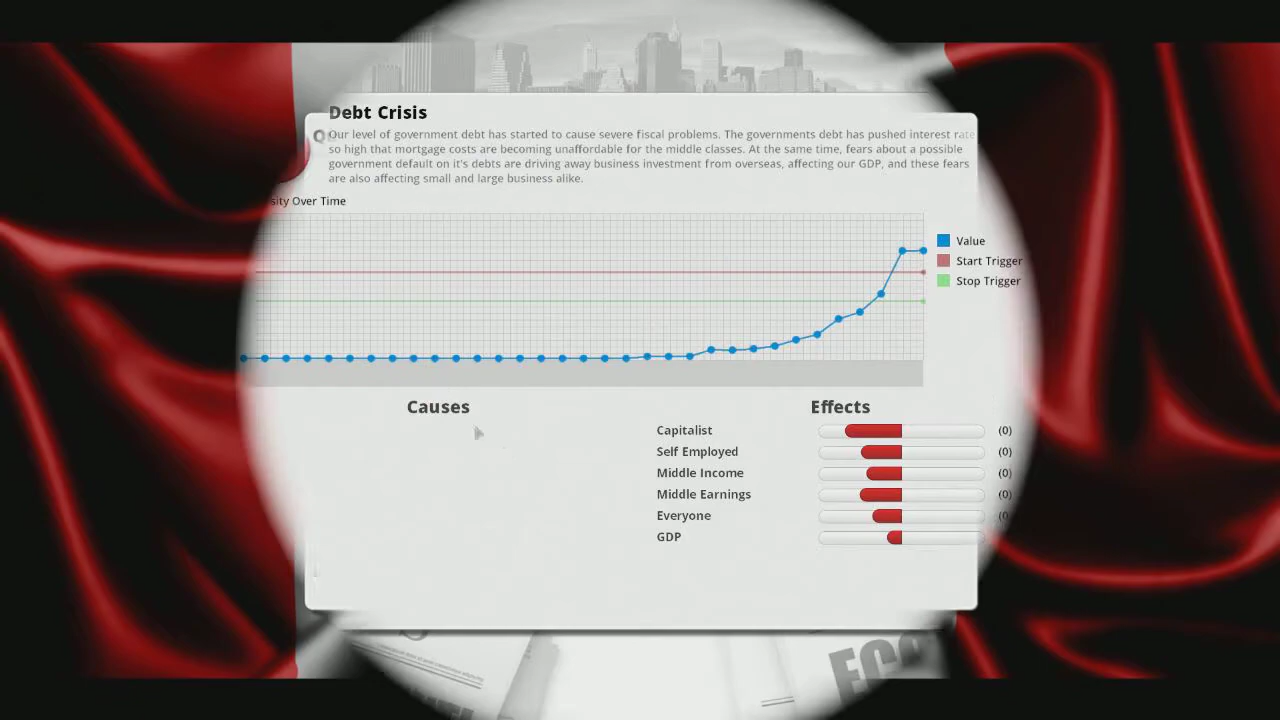 Debt Crisis
Our level of government debt has started to cause severe fiscal problems. The governments debt has pushed interest rate
so high that mortgage costs are becoming unaffordable for the middle classes. At the same time, fears about a possible
government default on it's debts are driving away business investment from overseas, affecting our GDP, and these fears
are also affecting small and large business alike.
sity Over Time
Value
Start Trigger
Stop Trigger
Causes
Effects
Capitalist (0)
Self Employed (0)
Middle Income (0)
Middle Earnings (0)
Everyone (0)
GDP (0)